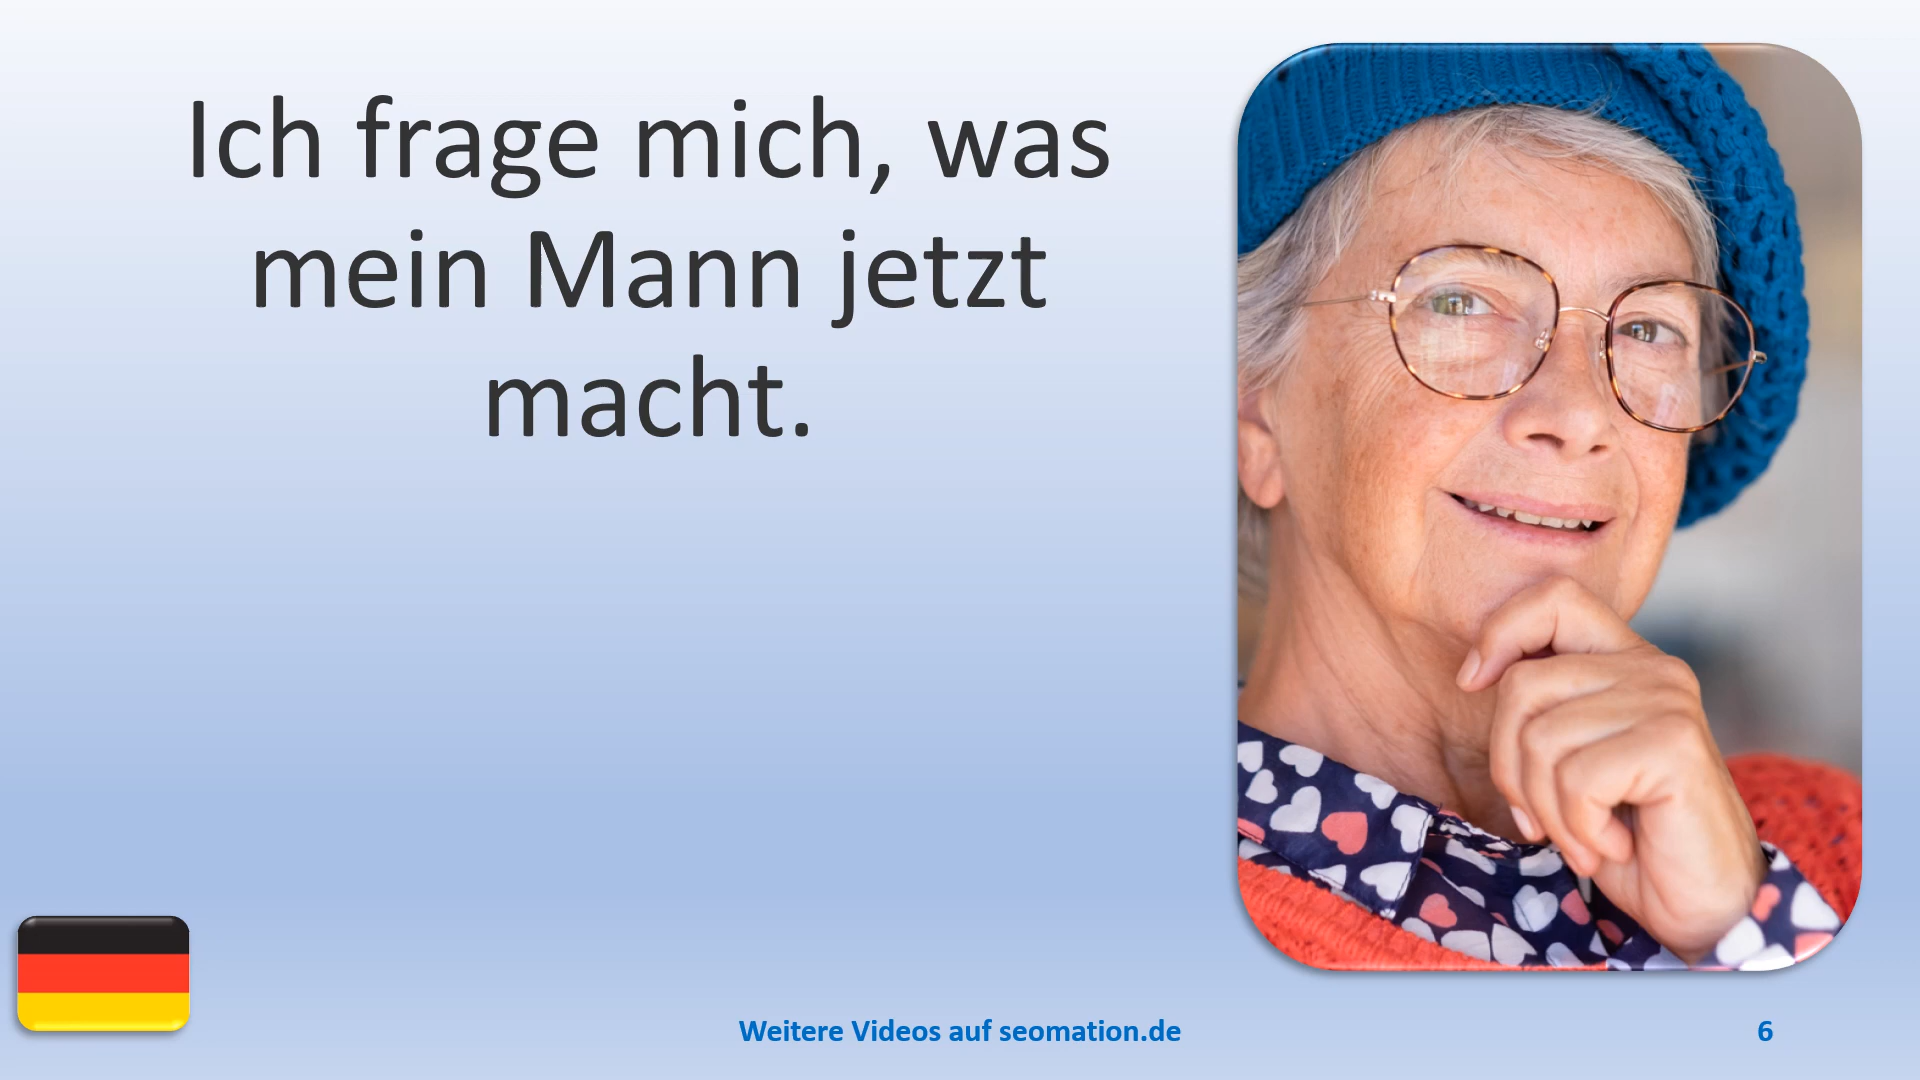 Ich frage mich, was
mein Mann jetzt
macht.
Weitere Videos auf seomation.de
6